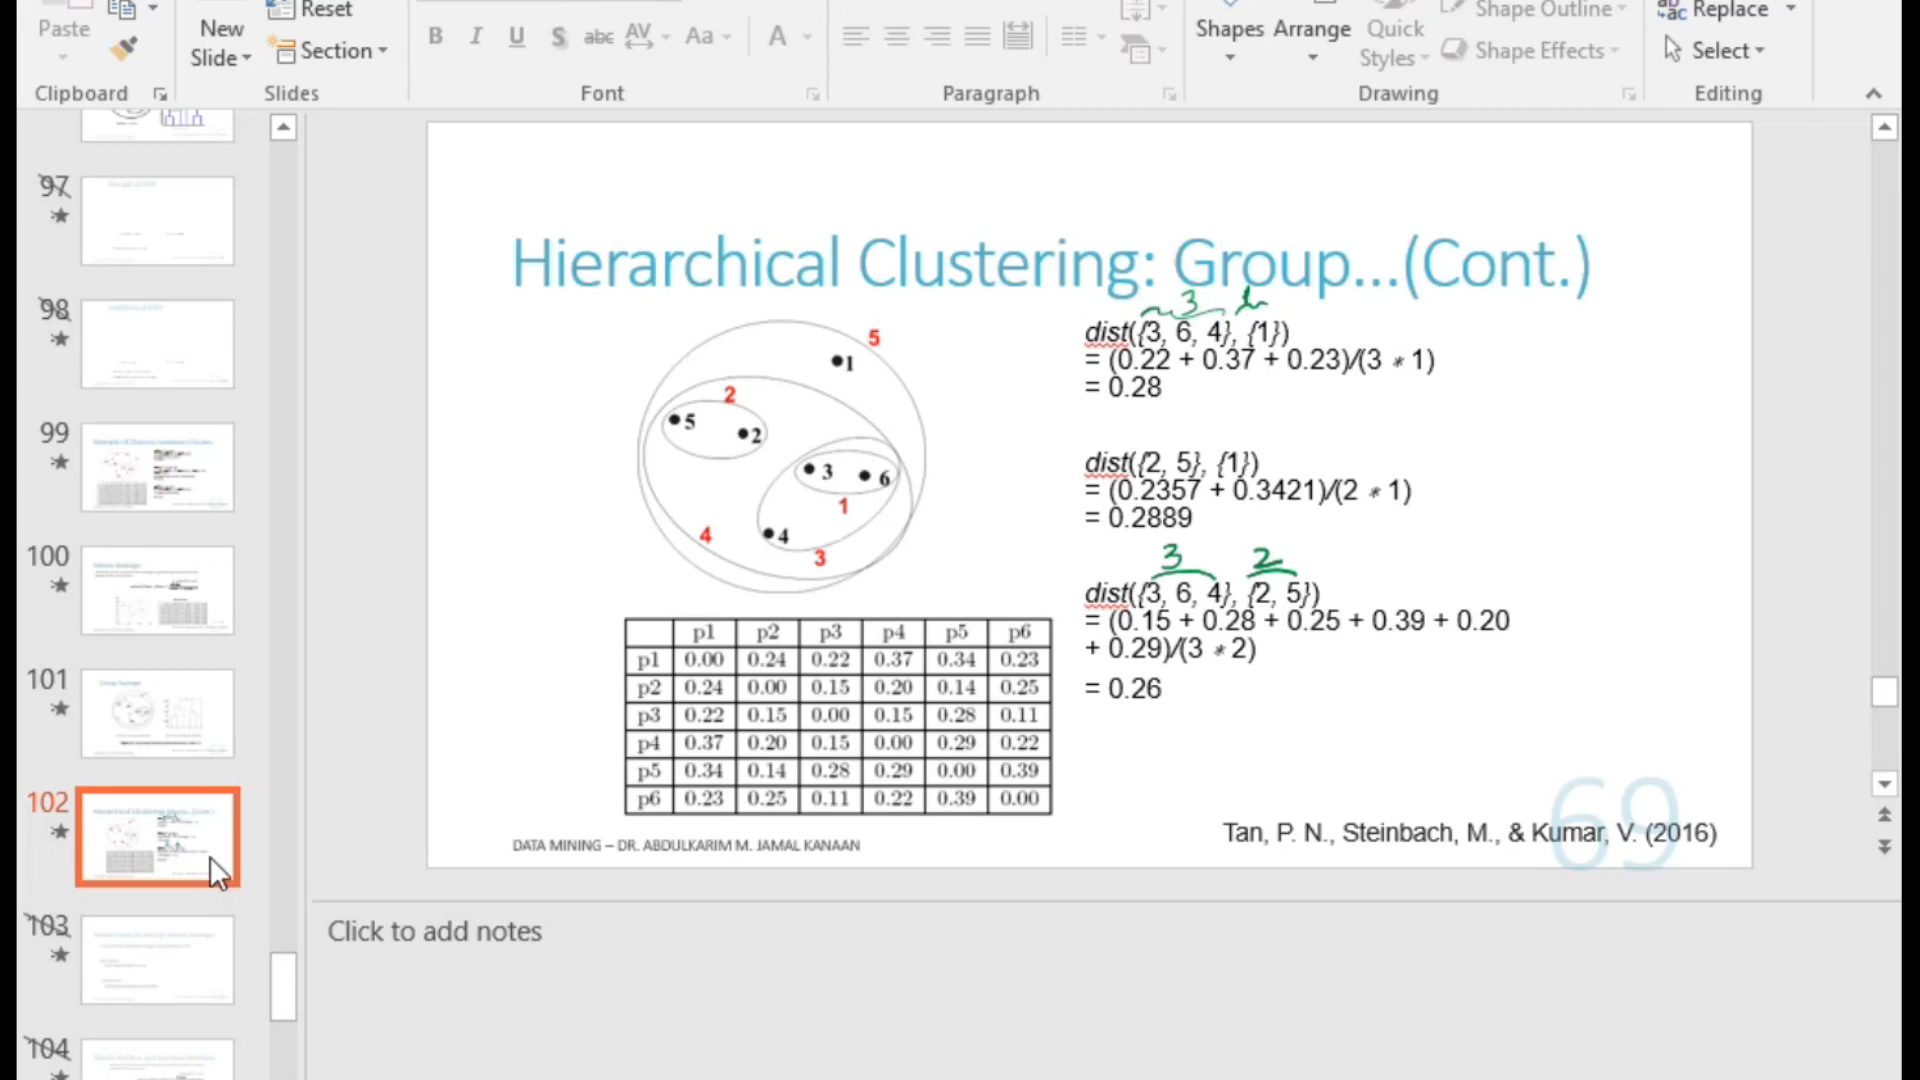 Paste
New
Slide
Reset
Section
B I U S abc AV Aa A
Shapes Arrange Quick
Styles
Shape Outline
Shape Effects
Replace
Select
Clipboard Slides Font Paragraph Drawing Editing
97
98
99
100
101
102
103
104
Hierarchical Clustering: Group...(Cont.)
3
dist({3, 6, 4}, {1})
= (0.22 + 0.37 + 0.23)/(3 * 1)
= 0.28
dist({2, 5}, {1})
= (0.2357 + 0.3421)/(2 * 1)
= 0.2889
3 2
dist({3, 6, 4}, {2, 5})
= (0.15 + 0.28 + 0.25 + 0.39 + 0.20
+ 0.29)/(3 * 2)
= 0.26
5
1
2
5
2
3
6
1
4
4
3
p1 p2 p3 p4 p5 p6
p1 0.00 0.24 0.22 0.37 0.34 0.23
p2 0.24 0.00 0.15 0.20 0.14 0.25
p3 0.22 0.15 0.00 0.15 0.28 0.11
p4 0.37 0.20 0.15 0.00 0.29 0.22
p5 0.34 0.14 0.28 0.29 0.00 0.39
p6 0.23 0.25 0.11 0.22 0.39 0.00
69
Tan, P. N., Steinbach, M., & Kumar, V. (2016)
DATA MINING – DR. ABDULKARIM M. JAMAL KANAAN
Click to add notes